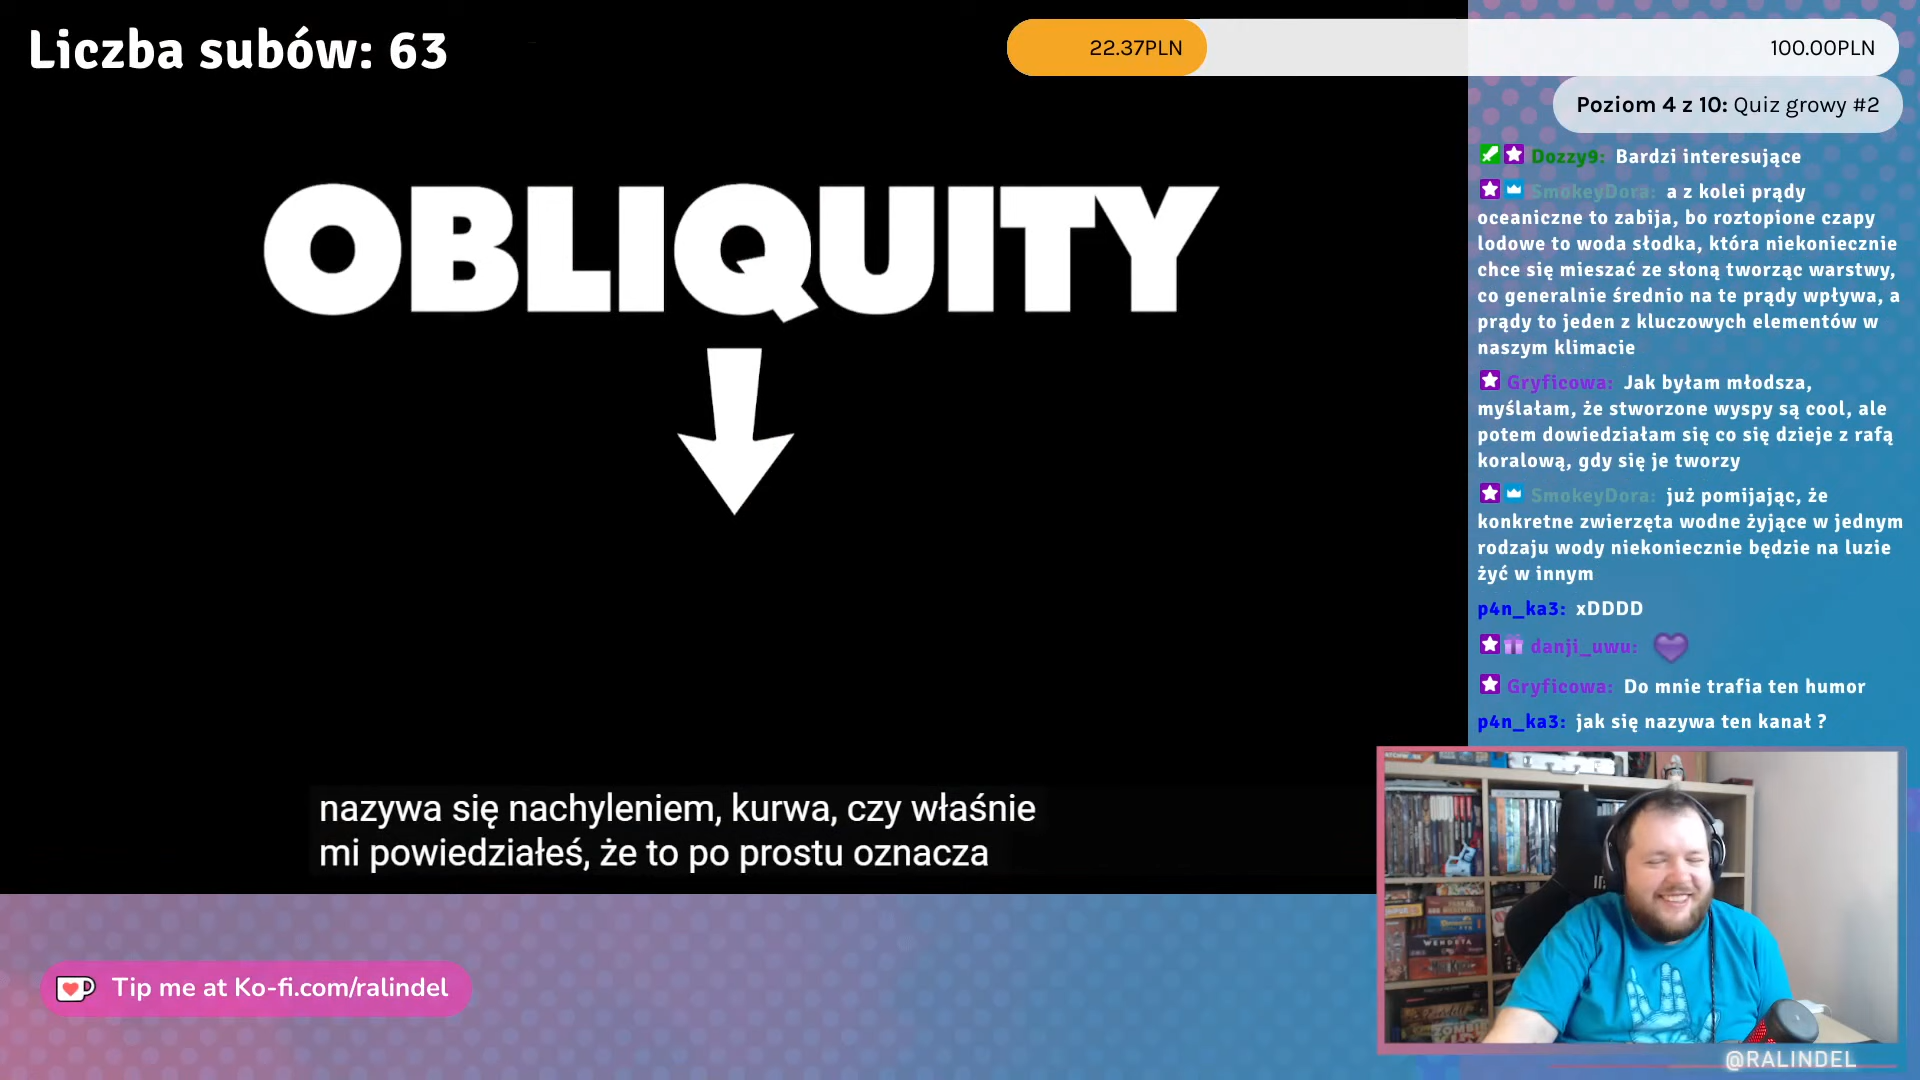 Liczba subów: 63
22.37PLN
100.00PLN
Poziom 4 z 10: Quiz growy #2
OBLIQUITY
Dozzy9: Bardzi interesujące
SmokeyDora: a z kolei prądy
oceaniczne to zabija, bo roztopione czapy
lodowe to woda słodka, która niekoniecznie
chce się mieszać ze słoną tworząc warstwy,
co generalnie średnio na te prądy wpływa, a
prądy to jeden z kluczowych elementów w
naszym klimacie
Gryficowa: Jak byłam młodsza,
myślałam, że stworzone wyspy są cool, ale
potem dowiedziałam się co się dzieje z rafą
koralową, gdy się je tworzy
SmokeyDora: już pomijając, że
konkretne zwierzęta wodne żyjące w jednym
rodzaju wody niekoniecznie będzie na luzie
żyć w innym
p4n_ka3: xDDDD
danji_uwu:
Gryficowa: Do mnie trafia ten humor
p4n_ka3: jak się nazywa ten kanał ?
nazywa się nachyleniem, kurwa, czy właśnie
mi powiedziałeś, że to po prostu oznacza
Tip me at Ko-fi.com/ralindel
WENDETA
@RALINDEL